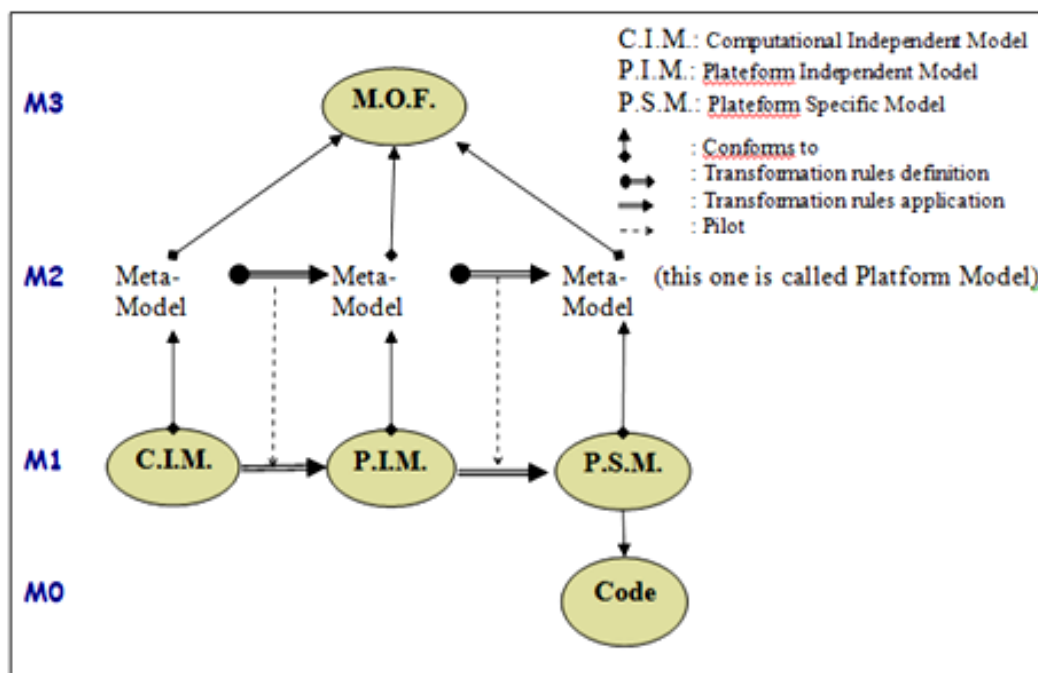 C.I.M.: Computational Independent Model
P.I.M.: Plateform Independent Model
P.S.M.: Plateform Specific Model
: Conforms to
: Transformation rules definition
: Transformation rules application
: Pilot
M3
M.O.F.
M2
Meta-
Model
Meta-
Model
Meta-
Model
(this one is called Platform Model)
M1
C.I.M.
P.I.M.
P.S.M.
M0
Code